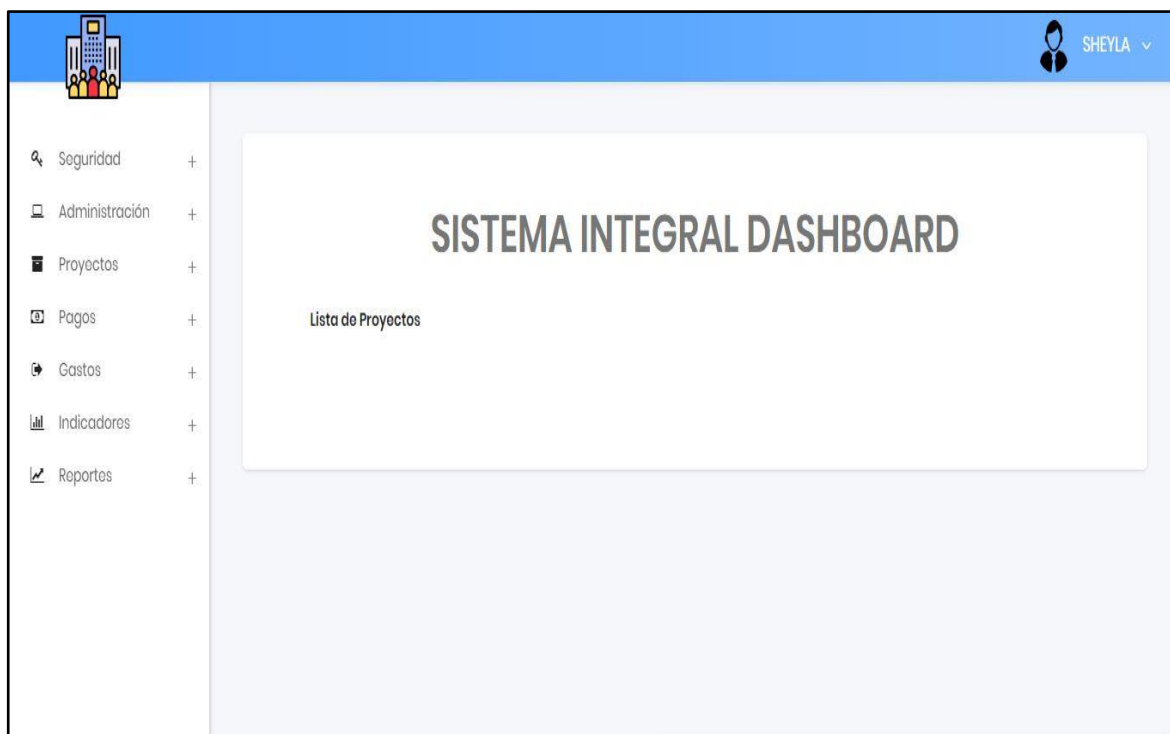 SHEYLA
Seguridad
Administración
Proyectos
Pagos
Gastos
Indicadores
Reportes
SISTEMA INTEGRAL DASHBOARD
Lista de Proyectos